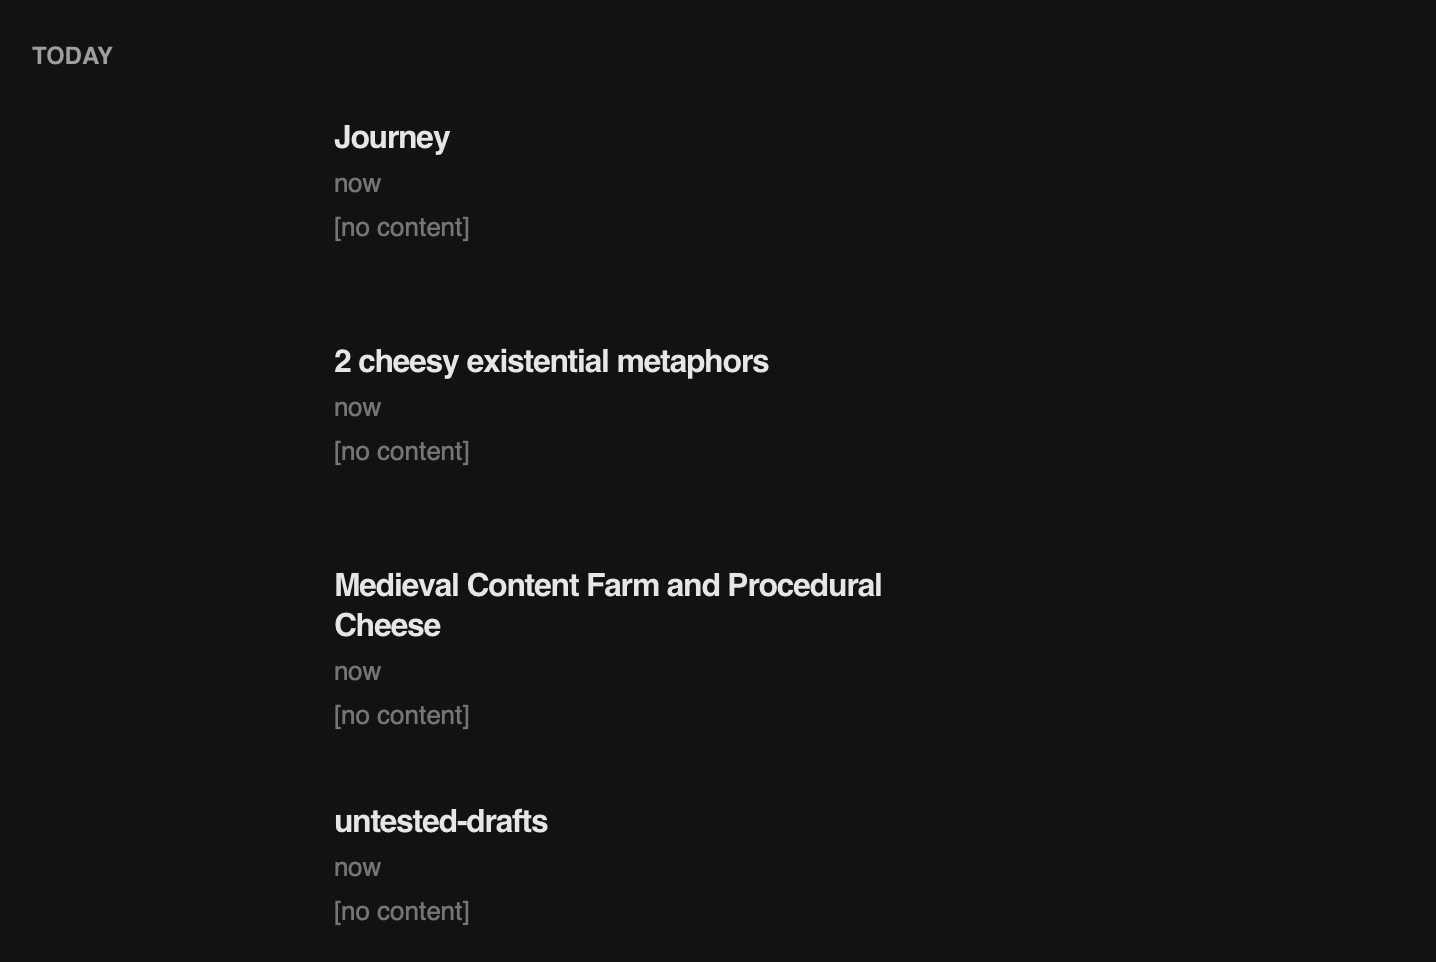 TODAY
Journey
now
[no content]
2 cheesy existential metaphors
now
[no content]
Medieval Content Farm and Procedural
Cheese
now
[no content]
untested-drafts
now
[no content]